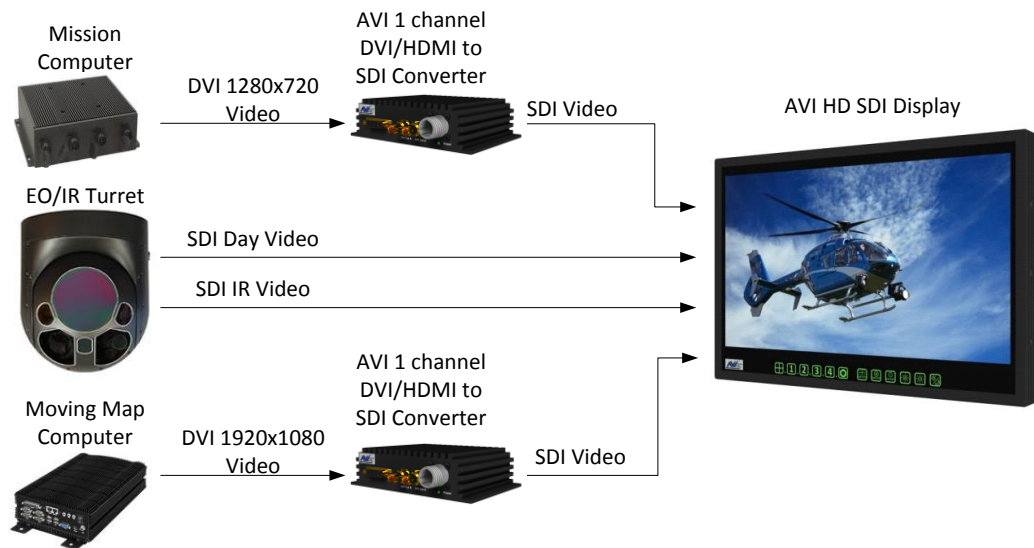 Mission
Computer
DVI 1280x720
Video
AVI 1 channel
DVI/HDMI to
SDI Converter
SDI Video
AVI HD SDI Display
EO/IR Turret
SDI Day Video
SDI IR Video
Moving Map
Computer
DVI 1920x1080
Video
AVI 1 channel
DVI/HDMI to
SDI Converter
SDI Video
AVI
1 2 3 4